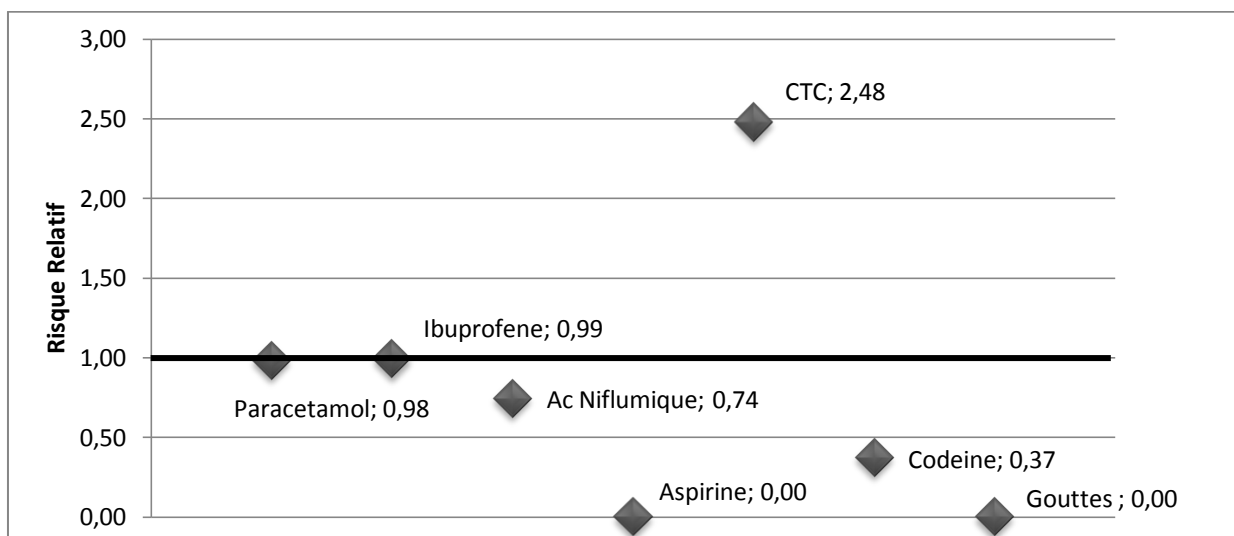 3,00
CTC; 2,48
2,50
2,00
Risque Relatif
1,50
Ibuprofene; 0,99
1,00
Paracetamol; 0,98
Ac Niflumique; 0,74
0,50
Codeine; 0,37
Aspirine; 0,00
Gouttes ; 0,00
0,00